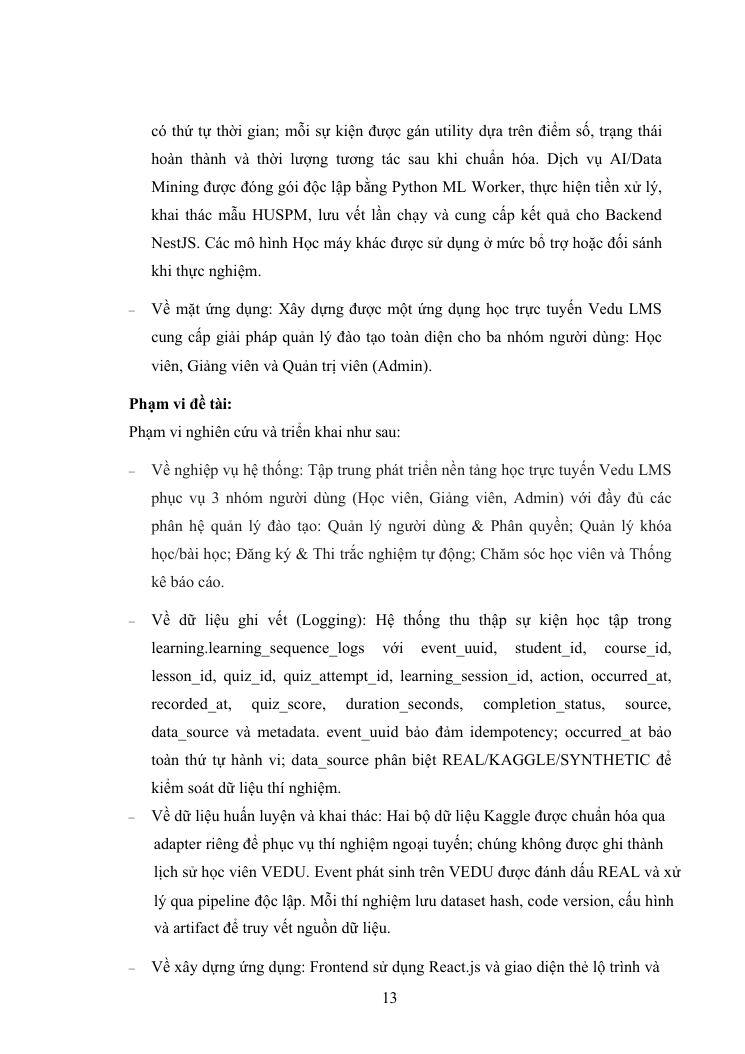 có thứ tự thời gian; mỗi sự kiện được gán utility dựa trên điểm số, trạng thái
hoàn thành và thời lượng tương tác sau khi chuẩn hóa. Dịch vụ AI/Data
Mining được đóng gói độc lập bằng Python ML Worker, thực hiện tiền xử lý,
khai thác mẫu HUSPM, lưu vết lần chạy và cung cấp kết quả cho Backend
NestJS. Các mô hình Học máy khác được sử dụng ở mức bổ trợ hoặc đối sánh
khi thực nghiệm.
– Về mặt ứng dụng: Xây dựng được một ứng dụng học trực tuyến Vedu LMS
cung cấp giải pháp quản lý đào tạo toàn diện cho ba nhóm người dùng: Học
viên, Giảng viên và Quản trị viên (Admin).
Phạm vi đề tài:
Phạm vi nghiên cứu và triển khai như sau:
– Về nghiệp vụ hệ thống: Tập trung phát triển nền tảng học trực tuyến Vedu LMS
phục vụ 3 nhóm người dùng (Học viên, Giảng viên, Admin) với đầy đủ các
phân hệ quản lý đào tạo: Quản lý người dùng & Phân quyền; Quản lý khóa
học/bài học; Đăng ký & Thi trắc nghiệm tự động; Chăm sóc học viên và Thống
kê báo cáo.
– Về dữ liệu ghi vết (Logging): Hệ thống thu thập sự kiện học tập trong
learning.learning_sequence_logs với event_uuid, student_id, course_id,
lesson_id, quiz_id, quiz_attempt_id, learning_session_id, action, occurred_at,
recorded_at, quiz_score, duration_seconds, completion_status, source,
data_source và metadata. event_uuid bảo đảm idempotency; occurred_at bảo
toàn thứ tự hành vi; data_source phân biệt REAL/KAGGLE/SYNTHETIC để
kiểm soát dữ liệu thí nghiệm.
– Về dữ liệu huấn luyện và khai thác: Hai bộ dữ liệu Kaggle được chuẩn hóa qua
adapter riêng để phục vụ thí nghiệm ngoại tuyến; chúng không được ghi thành
lịch sử học viên VEDU. Event phát sinh trên VEDU được đánh dấu REAL và xử
lý qua pipeline độc lập. Mỗi thí nghiệm lưu dataset hash, code version, cấu hình
và artifact để truy vết nguồn dữ liệu.
– Về xây dựng ứng dụng: Frontend sử dụng React.js và giao diện thẻ lộ trình và
13